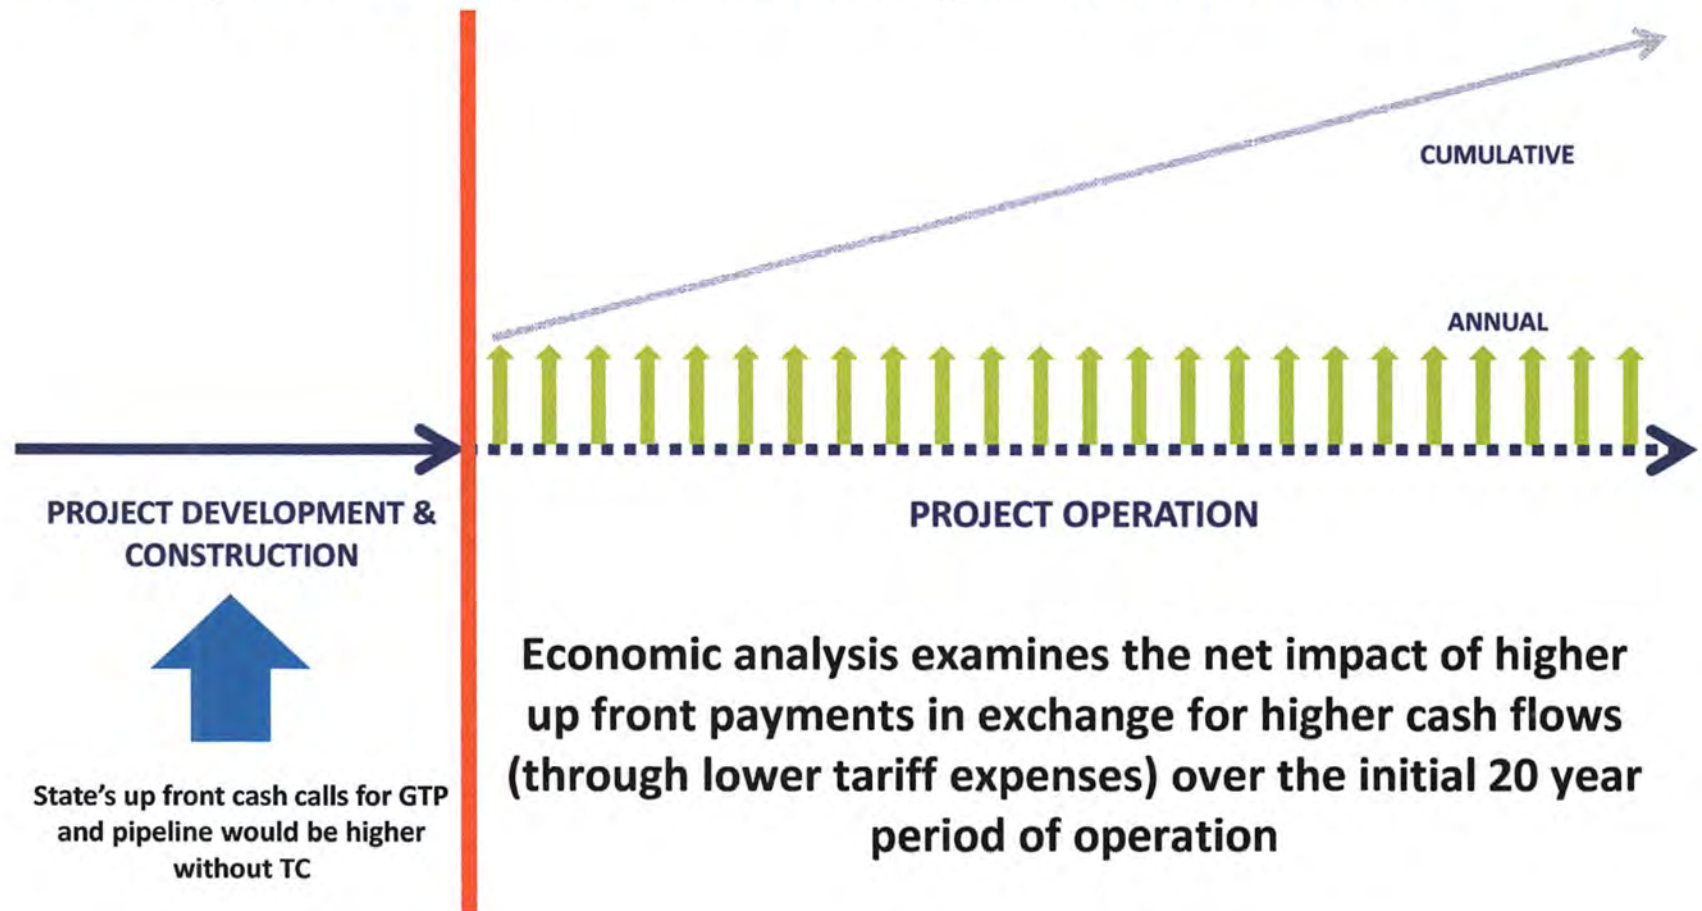 CUMULATIVE
ANNUAL
PROJECT DEVELOPMENT &
CONSTRUCTION
PROJECT OPERATION
State's up front cash calls for GTP
and pipeline would be higher
without TC
Economic analysis examines the net impact of higher
up front payments in exchange for higher cash flows
(through lower tariff expenses) over the initial 20 year
period of operation